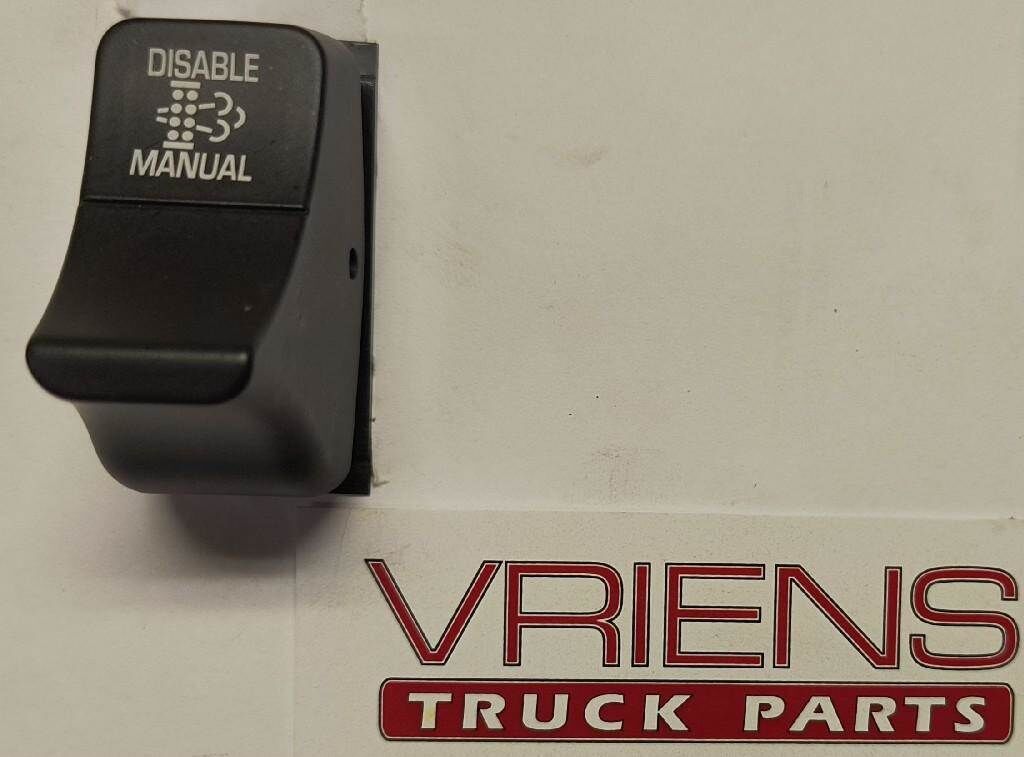 DISABLE
MANUAL
VRIENS
TRUCK PARTS